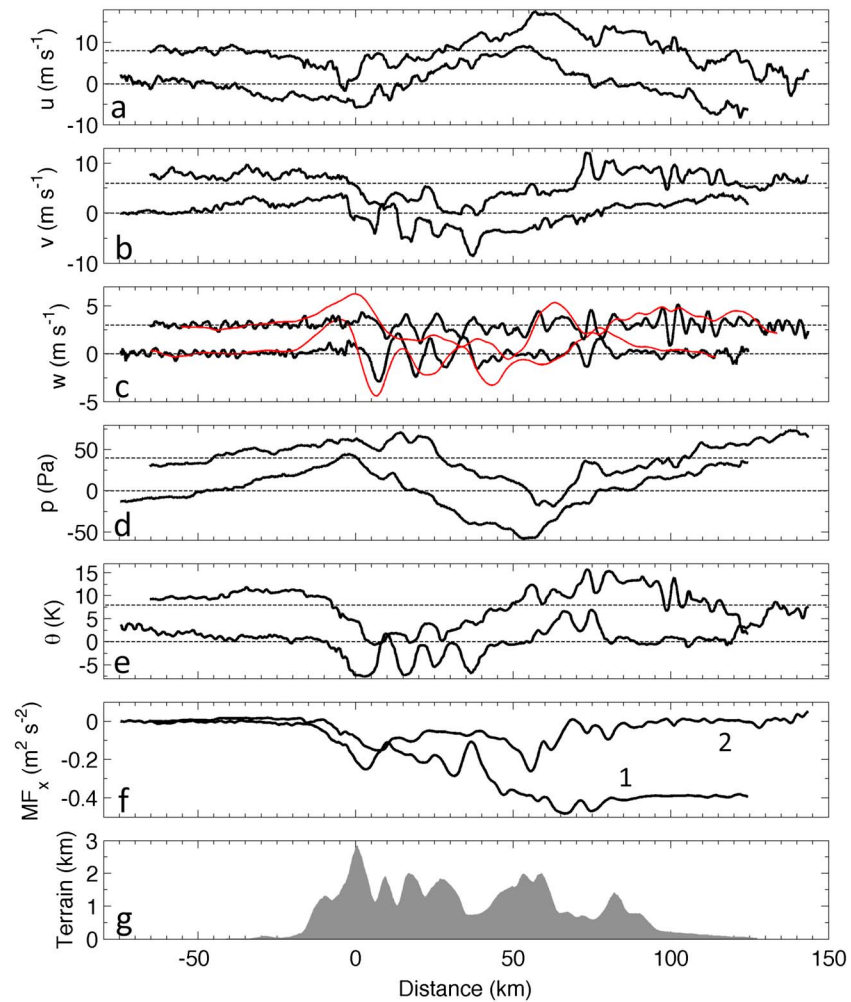 10
0
-10
u (m s⁻¹)
a
10
0
-10
v (m s⁻¹)
b
5
0
-5
w (m s⁻¹)
c
50
0
-50
p (Pa)
d
15
10
5
0
-5
θ (K)
e
0
-0.2
-0.4
MFₓ (m² s⁻²)
2
1
f
3
2
1
0
Terrain (km)
g
-50 0 50 100 150
Distance (km)